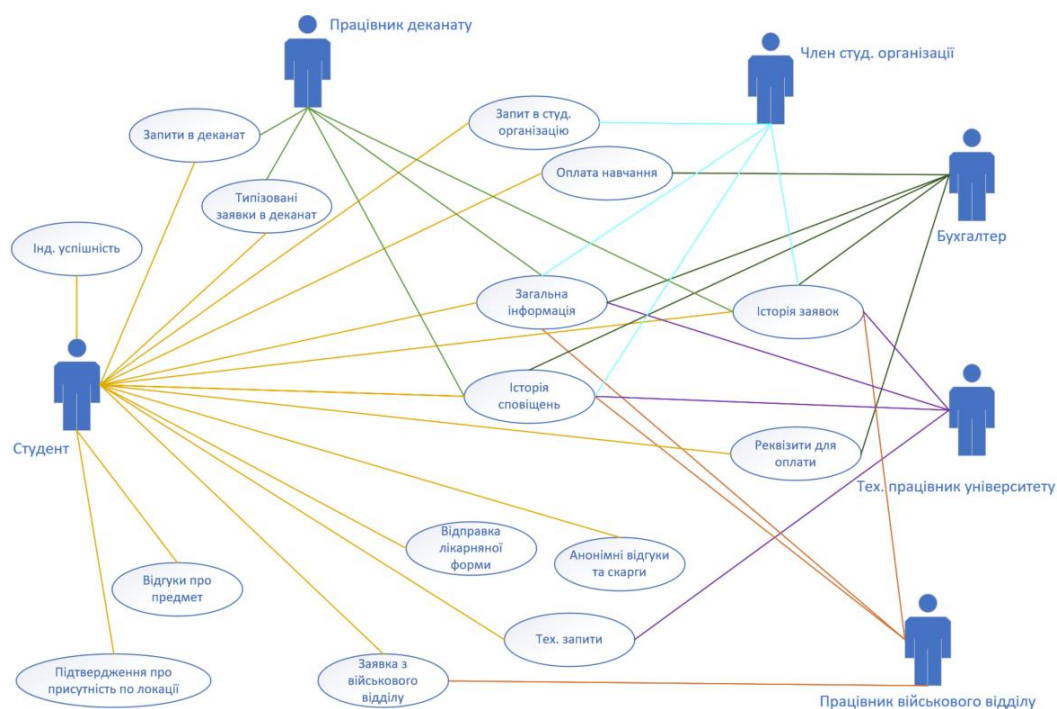 Працівник деканату
Член студ. організації
Запити в деканат
Запит в студ.
організацію
Оплата навчання
Типізовані
заявки в деканат
Бухгалтер
Інд. успішність
Загальна
інформація
Історія заявок
Історія
сповіщень
Студент
Реквізити для
оплати
Тех. працівник університету
Відправка
лікарняної
форми
Анонімні відгуки
та скарги
Відгуки про
предмет
Тех. запити
Підтвердження про
присутність по локації
Заявка з
військового
відділу
Працівник військового відділу